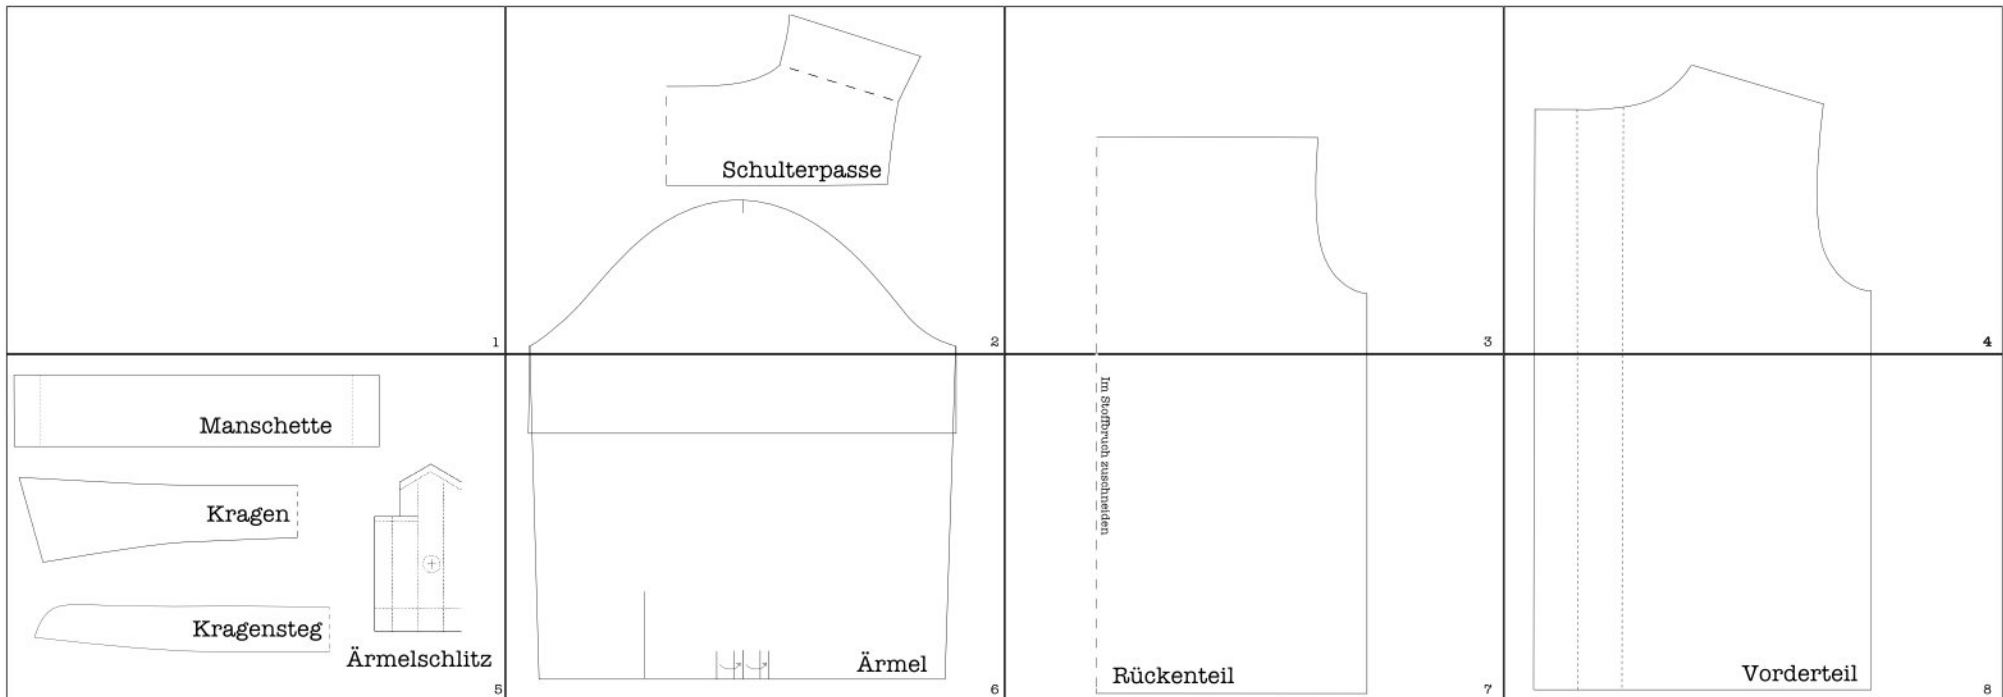 Schulterpasse
1
2
3
4
Manschette
Kragen
Kragensteg
Ärmelschlitz
5
Ärmel
6
Im Stoffbruch zuschneiden
Rückenteil
7
Vorderteil
8